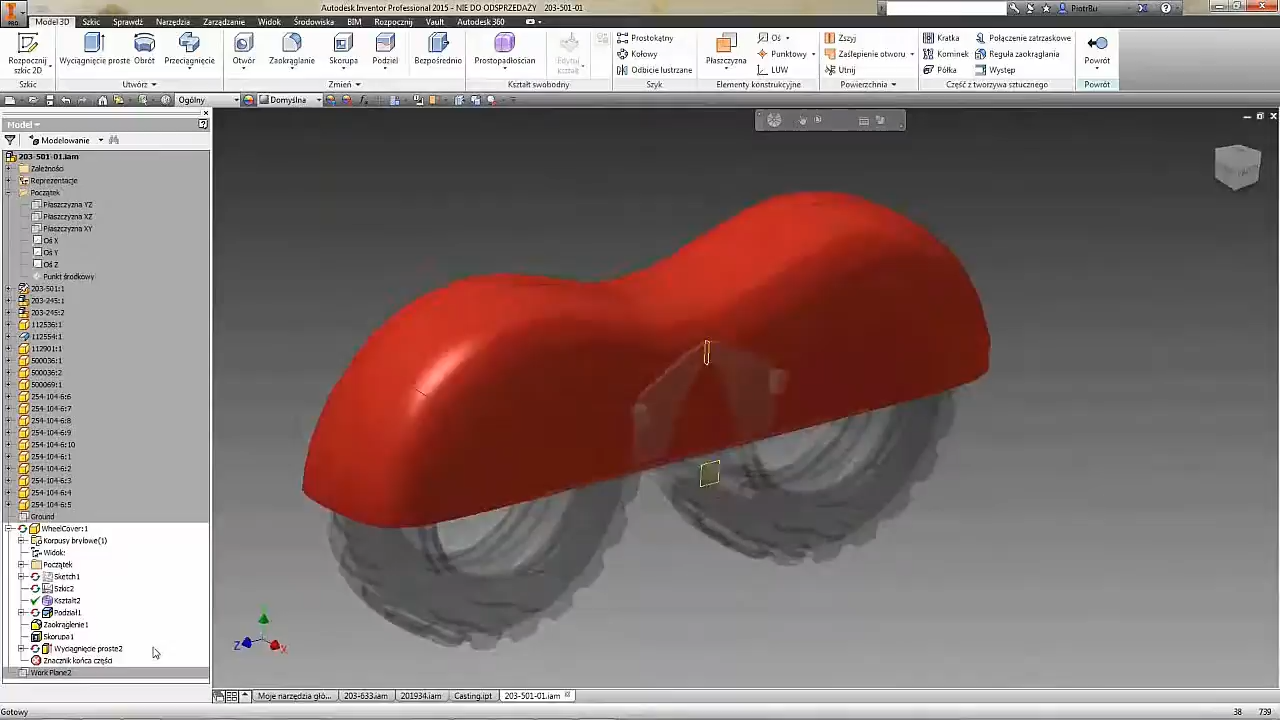 Autodesk Inventor Professional 2015 - NIE DO ODSPRZEDAŻY 203-501-01 PiotrBu
PRO Model 3D Szkic Sprawdź Narzędzia Zarządzanie Widok Środowiska BIM Rozpocznij Vault Autodesk 360
Rozpocznij szkic 2D
Wyciągnięcie proste Obrót Przeciągnięcie
Otwór Zaokrąglenie Skorupa Podziel
Bezpośrednio Prostopadłościan
Edytuj kształt
Prostokątny
Kołowy
Odbicie lustrzane
Płaszczyzna
Oś
Punktowy
LUW
Zszyj
Zaślepienie otworu
Utnij
Kratka
Kominek
Półka
Połączenie zatrzaskowe
Reguła zaokrąglania
Występ
Powrót
Szkic Utwórz Zmień Kształt swobodny Szyk Elementy konstrukcyjne Powierzchnia Część z tworzywa sztucznego Powrót
Ogólny Domyślna
Model
Modelowanie
203-501-01.iam
Zależności
Reprezentacje
Początek
Płaszczyzna YZ
Płaszczyzna XZ
Płaszczyzna XY
Oś X
Oś Y
Oś Z
Punkt środkowy
203-501:1
203-245:1
203-245:2
112536:1
112554:1
112901:1
500036:1
500036:2
500069:1
254-104-6:6
254-104-6:7
254-104-6:8
254-104-6:9
254-104-6:10
254-104-6:1
254-104-6:2
254-104-6:3
254-104-6:4
254-104-6:5
Ground
WheelCover:1
Korpusy bryłowe(1)
Widok:
Początek
Sketch1
Szkic2
Kształt2
Podział1
Zaokrąglenie1
Skorupa1
Wyciągnięcie proste2
Znacznik końca części
Work Plane2
Z X
Moje narzędzia głó... 203-633.iam 201934.iam Casting.ipt 203-501-01.iam
Gotowy 38 739